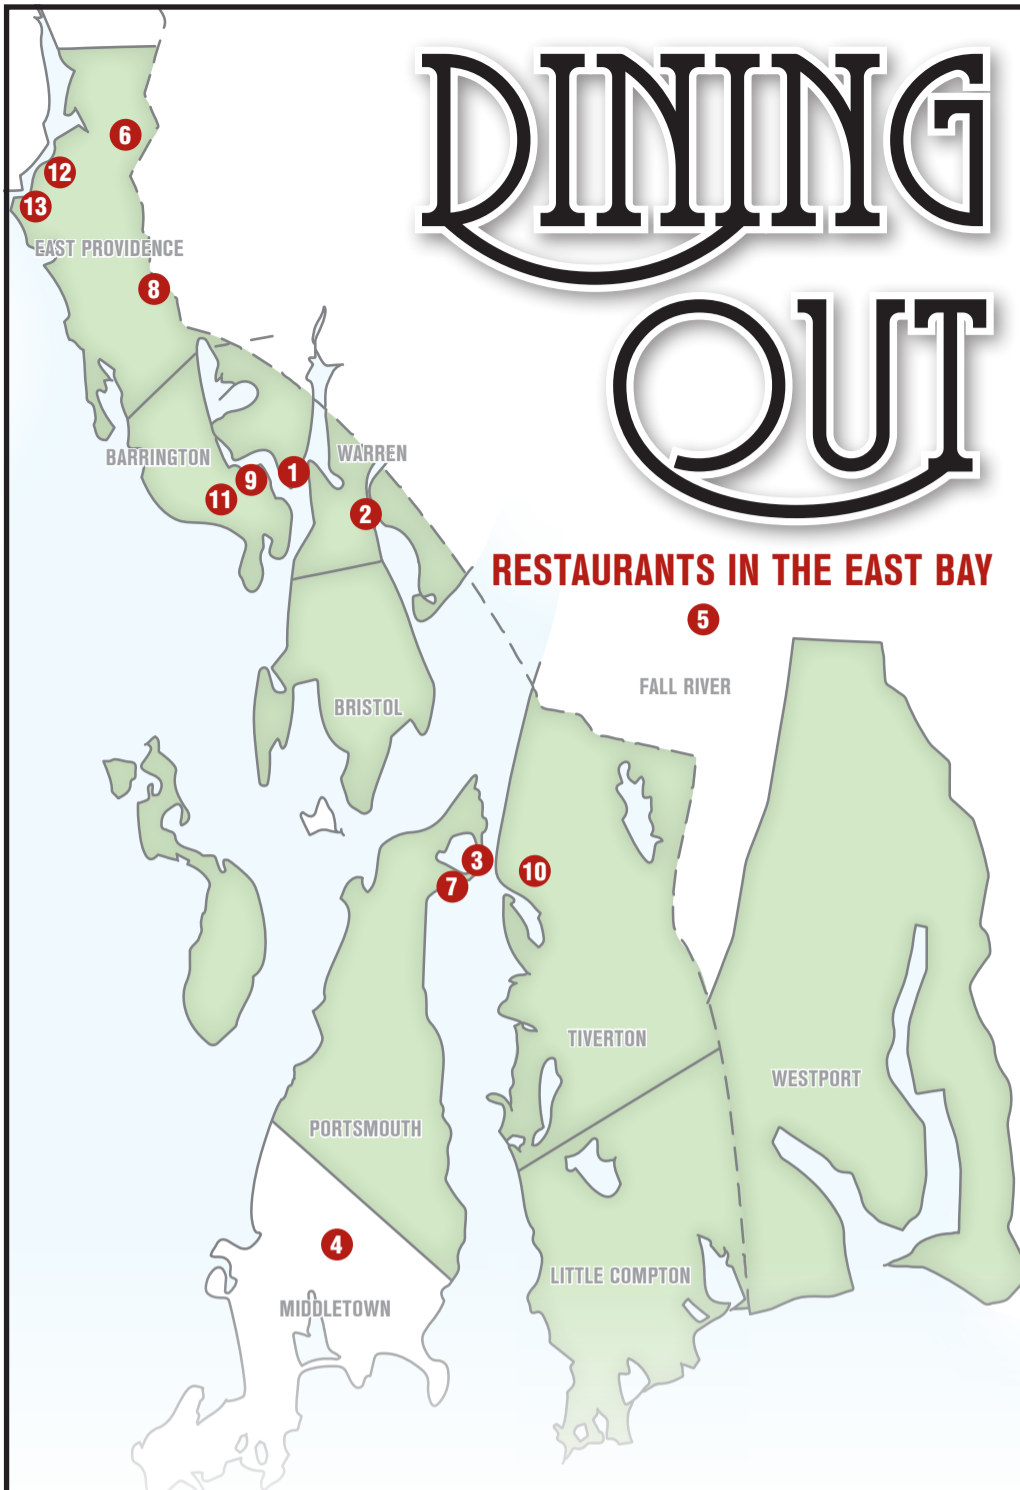 DINING
OUT
RESTAURANTS IN THE EAST BAY
6
12
13
EAST PROVIDENCE
8
BARRINGTON
WARREN
1
9
11
2
5
FALL RIVER
BRISTOL
3
10
7
TIVERTON
WESTPORT
PORTSMOUTH
4
LITTLE COMPTON
MIDDLETOWN